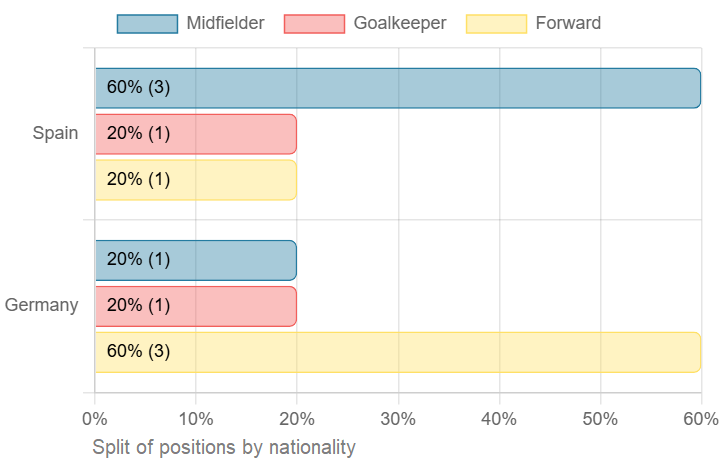 Midfielder Goalkeeper Forward
Spain
60% (3)
20% (1)
20% (1)
Germany
20% (1)
20% (1)
60% (3)
0% 10% 20% 30% 40% 50% 60%
Split of positions by nationality